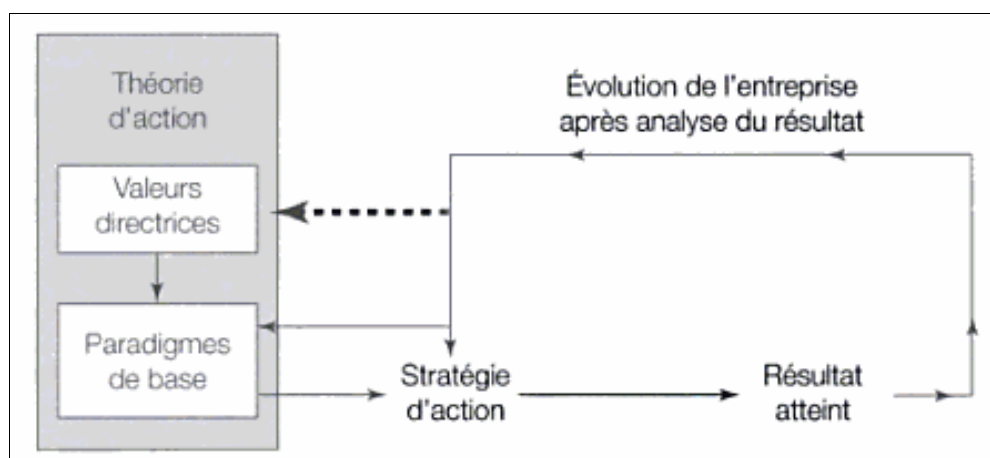 Théorie
d'action
Évolution de l'entreprise
après analyse du résultat
Valeurs
directrices
Paradigmes
de base
Stratégie
d'action
Résultat
atteint